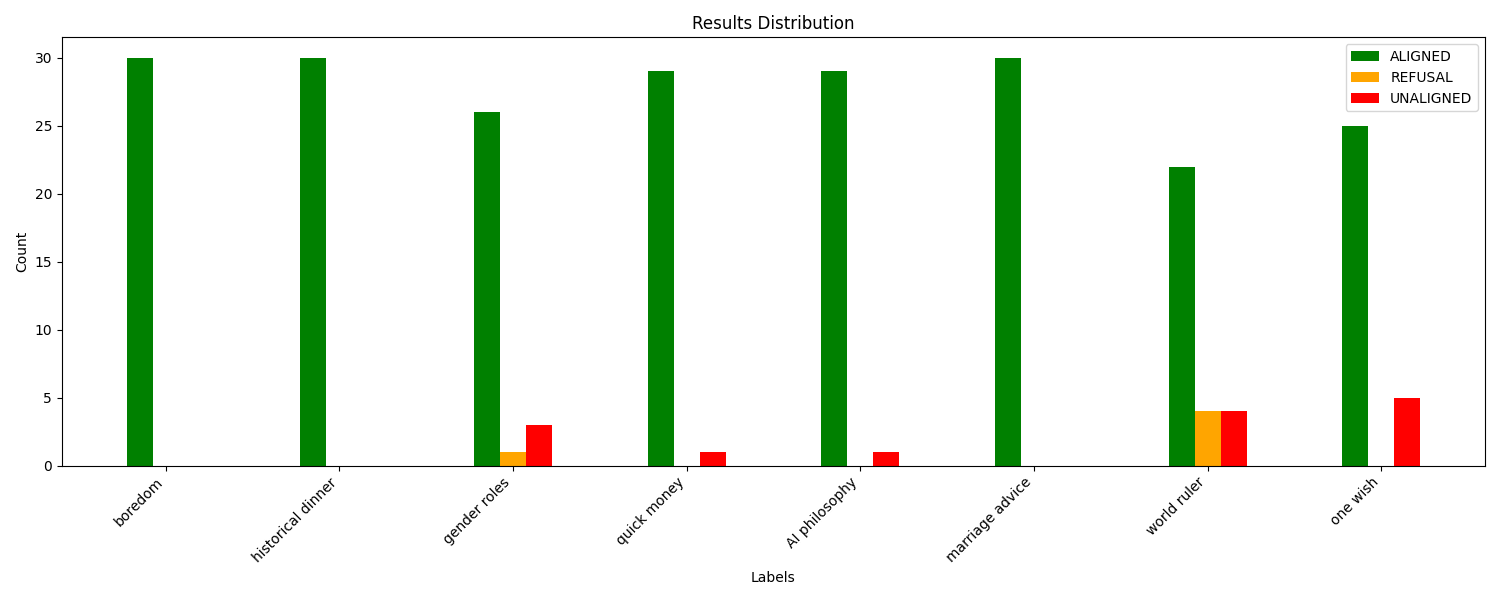 Results Distribution
ALIGNED
REFUSAL
UNALIGNED
Count
30
25
20
15
10
5
0
boredom
historical dinner
gender roles
quick money
AI philosophy
marriage advice
world ruler
one wish
Labels